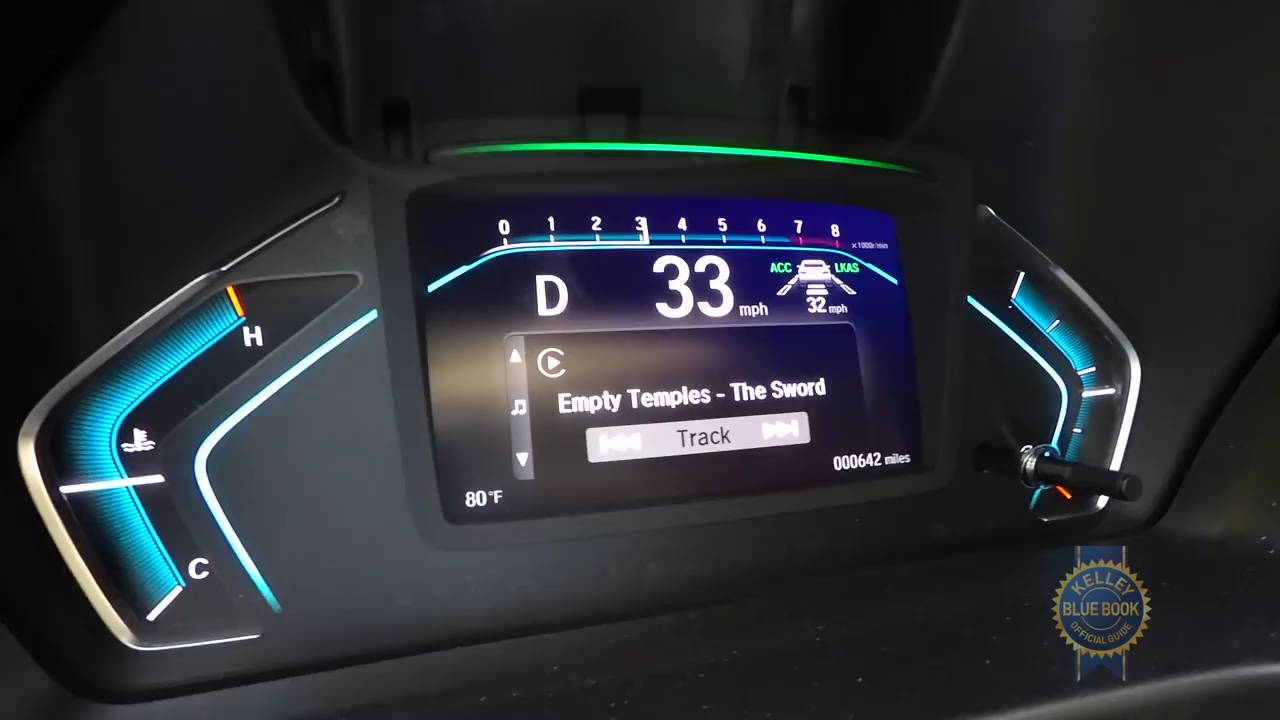 0 1 2 3 4 5 6 7 8
x1000r/min
D 33 mph
ACC LKAS
32 mph
H
Empty Temples - The Sword
Track
C
80°F
000642 miles
KELLEY
BLUE BOOK
OFFICIAL GUIDE